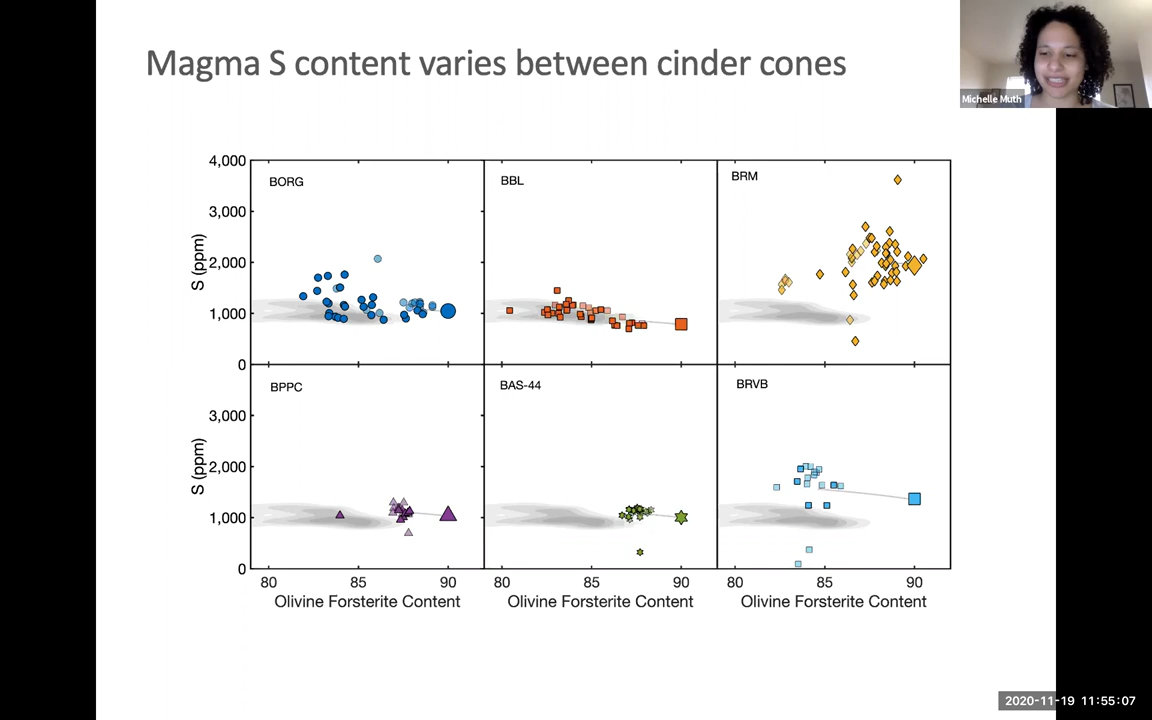 Magma S content varies between cinder cones
Michelle Muth
4,000
3,000
2,000
1,000
0
S (ppm)
BORG
BBL
BRM
3,000
2,000
1,000
0
S (ppm)
BPPC
BAS-44
BRVB
80 85 90 80 85 90 80 85 90
Olivine Forsterite Content Olivine Forsterite Content Olivine Forsterite Content
2020-11-19 11:55:07